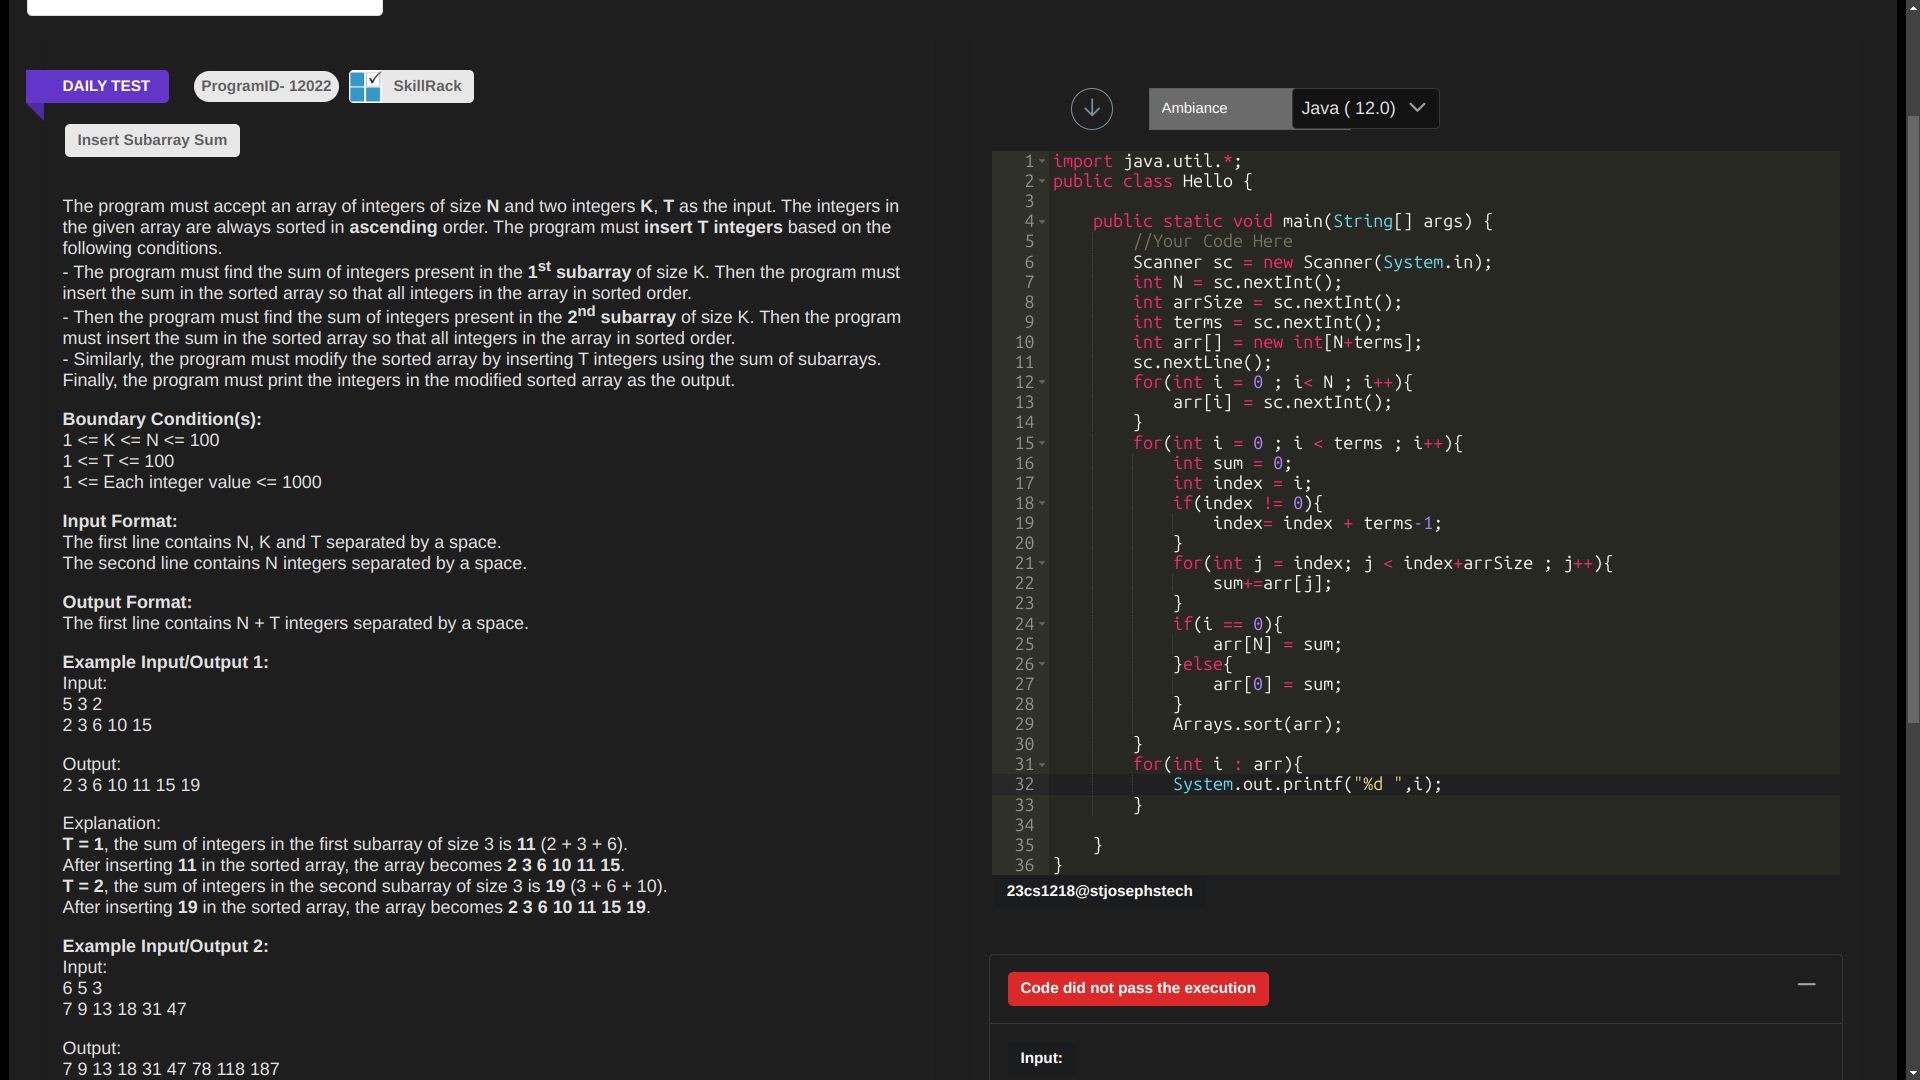 DAILY TEST
ProgramID- 12022
SkillRack
Insert Subarray Sum
The program must accept an array of integers of size N and two integers K, T as the input. The integers in
the given array are always sorted in ascending order. The program must insert T integers based on the
following conditions.
- The program must find the sum of integers present in the 1st subarray of size K. Then the program must
insert the sum in the sorted array so that all integers in the array in sorted order.
- Then the program must find the sum of integers present in the 2nd subarray of size K. Then the program
must insert the sum in the sorted array so that all integers in the array in sorted order.
- Similarly, the program must modify the sorted array by inserting T integers using the sum of subarrays.
Finally, the program must print the integers in the modified sorted array as the output.
Boundary Condition(s):
1 <= K <= N <= 100
1 <= T <= 100
1 <= Each integer value <= 1000
Input Format:
The first line contains N, K and T separated by a space.
The second line contains N integers separated by a space.
Output Format:
The first line contains N + T integers separated by a space.
Example Input/Output 1:
Input:
5 3 2
2 3 6 10 15
Output:
2 3 6 10 11 15 19
Explanation:
T = 1, the sum of integers in the first subarray of size 3 is 11 (2 + 3 + 6).
After inserting 11 in the sorted array, the array becomes 2 3 6 10 11 15.
T = 2, the sum of integers in the second subarray of size 3 is 19 (3 + 6 + 10).
After inserting 19 in the sorted array, the array becomes 2 3 6 10 11 15 19.
Example Input/Output 2:
Input:
6 5 3
7 9 13 18 31 47
Output:
7 9 13 18 31 47 78 118 187
Ambiance
Java ( 12.0)
1 import java.util.*;
2 public class Hello {
3
4     public static void main(String[] args) {
5         //Your Code Here
6         Scanner sc = new Scanner(System.in);
7         int N = sc.nextInt();
8         int arrSize = sc.nextInt();
9         int terms = sc.nextInt();
10         int arr[] = new int[N+terms];
11         sc.nextLine();
12         for(int i = 0 ; i< N ; i++){
13             arr[i] = sc.nextInt();
14         }
15         for(int i = 0 ; i < terms ; i++){
16             int sum = 0;
17             int index = i;
18             if(index != 0){
19                 index= index + terms-1;
20             }
21             for(int j = index; j < index+arrSize ; j++){
22                 sum+=arr[j];
23             }
24             if(i == 0){
25                 arr[N] = sum;
26             }else{
27                 arr[0] = sum;
28             }
29             Arrays.sort(arr);
30         }
31         for(int i : arr){
32             System.out.printf("%d ",i);
33         }
34
35     }
36 }
23cs1218@stjosephstech
Code did not pass the execution
Input: